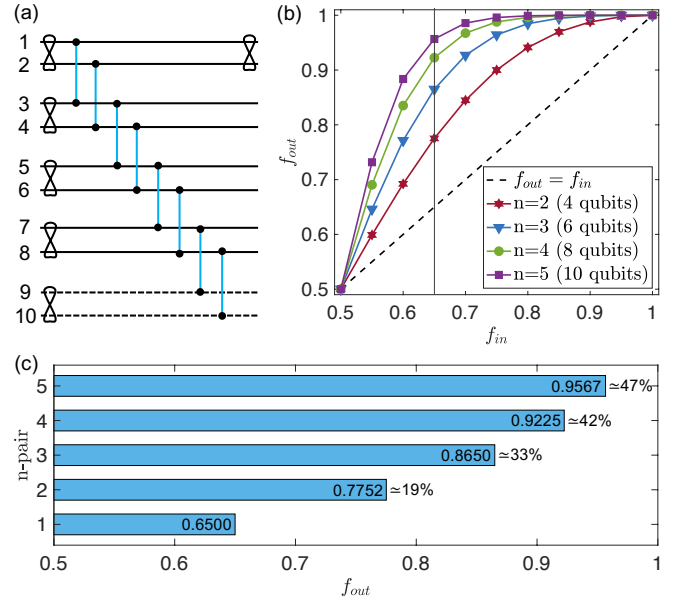 (a)
1
2
3
4
5
6
7
8
9
10
(b)
1
0.9
0.8
0.7
0.6
0.5
f_out
0.5 0.6 0.7 0.8 0.9 1
f_in
f_out = f_in
n=2 (4 qubits)
n=3 (6 qubits)
n=4 (8 qubits)
n=5 (10 qubits)
(c)
n-pair
5 0.9567 ≃47%
4 0.9225 ≃42%
3 0.8650 ≃33%
2 0.7752 ≃19%
1 0.6500
0.5 0.6 0.7 0.8 0.9 1
f_out